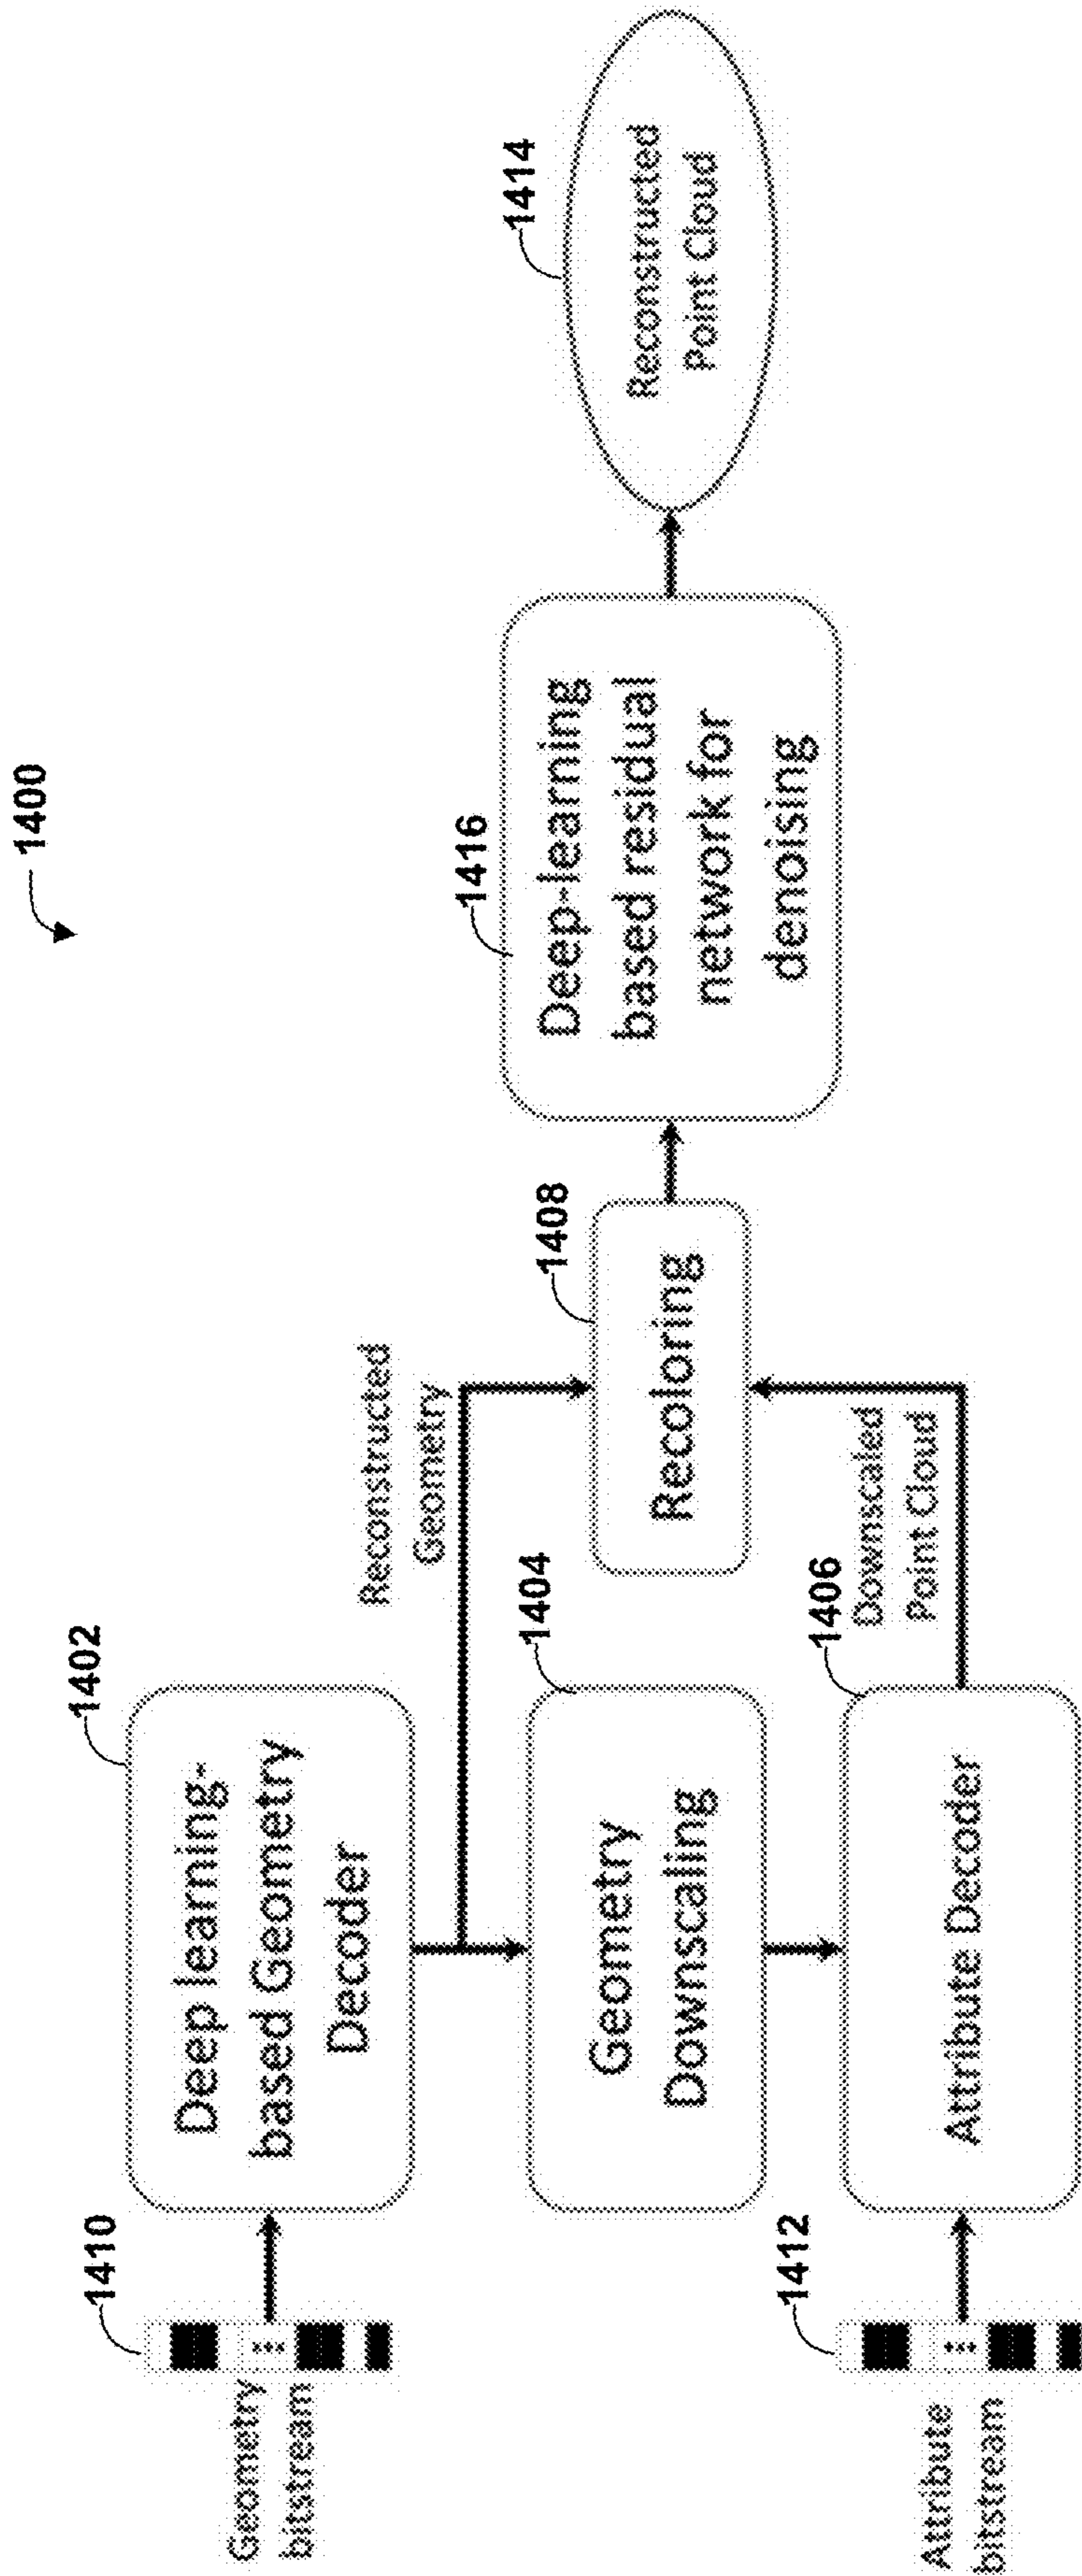 1400
Geometry
bitstream
1410
1402
Deep learning-
based Geometry
Decoder
Reconstructed
Geometry
1404
Geometry
Downscaling
Attribute
bitstream
1412
1406
Attribute Decoder
Downscaled
Point Cloud
1408
Recoloring
1416
Deep-learning
based residual
network for
denoising
1414
Reconstructed
Point Cloud